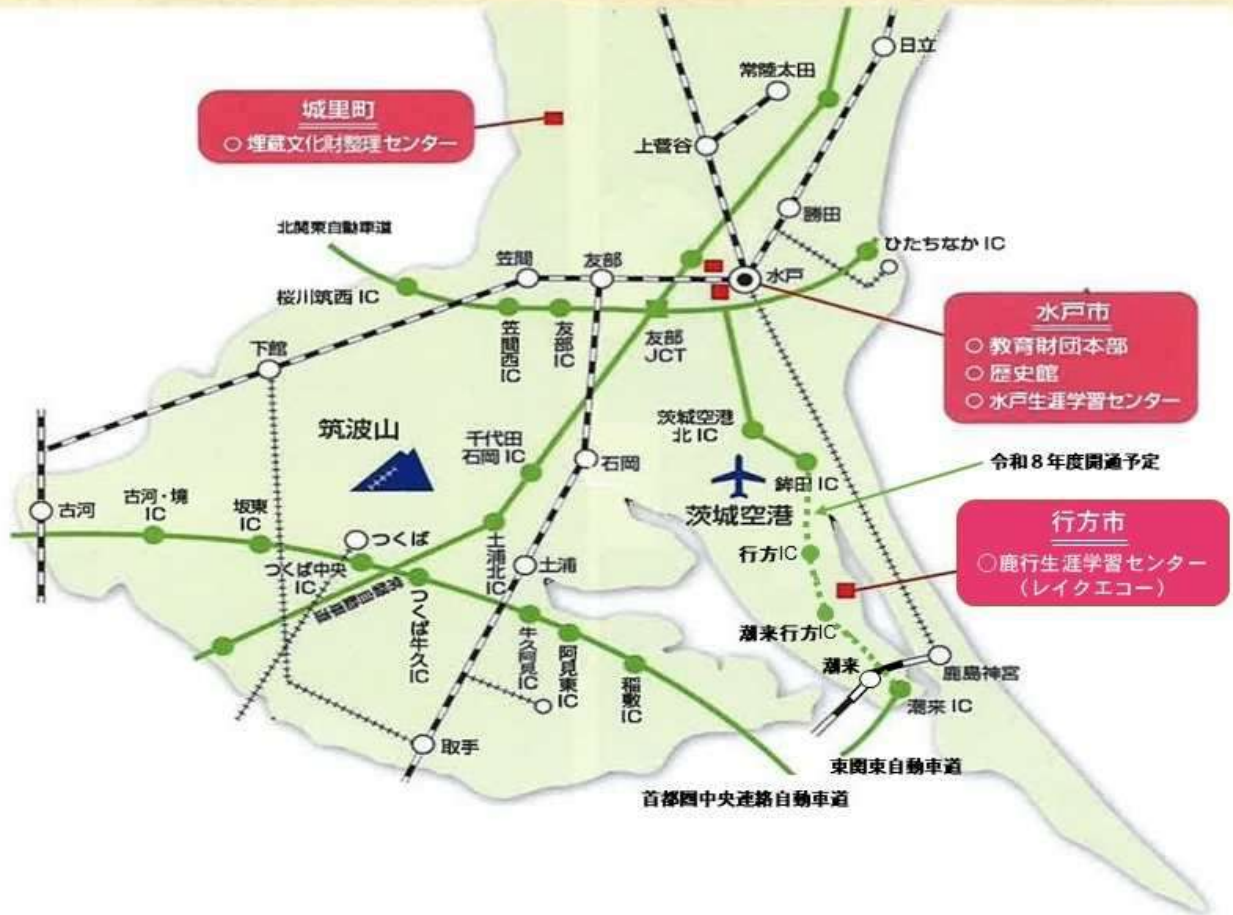 日立
常陸太田
城里町
○ 埋蔵文化財整理センター
上菅谷
勝田
北関東自動車道
ひたちなか IC
笠間
友部
水戸
桜川筑西 IC
水戸市
○ 教育財団本部
○ 歴史館
○ 水戸生涯学習センター
笠間西IC
友部IC
友部
JCT
下館
筑波山
千代田
石岡 IC
茨城空港
北 IC
石岡
令和8年度開通予定
鉾田 IC
古河
古河・境
IC
坂東
IC
茨城空港
行方市
○鹿行生涯学習センター
（レイクエコー）
つくば
土浦北IC
行方IC
つくば中央
IC
土浦
常磐自動車道
つくば牛久IC
牛久阿見IC
阿見東IC
稲敷IC
潮来行方IC
潮来
鹿島神宮
潮来 IC
取手
東関東自動車道
首都圏中央連絡自動車道